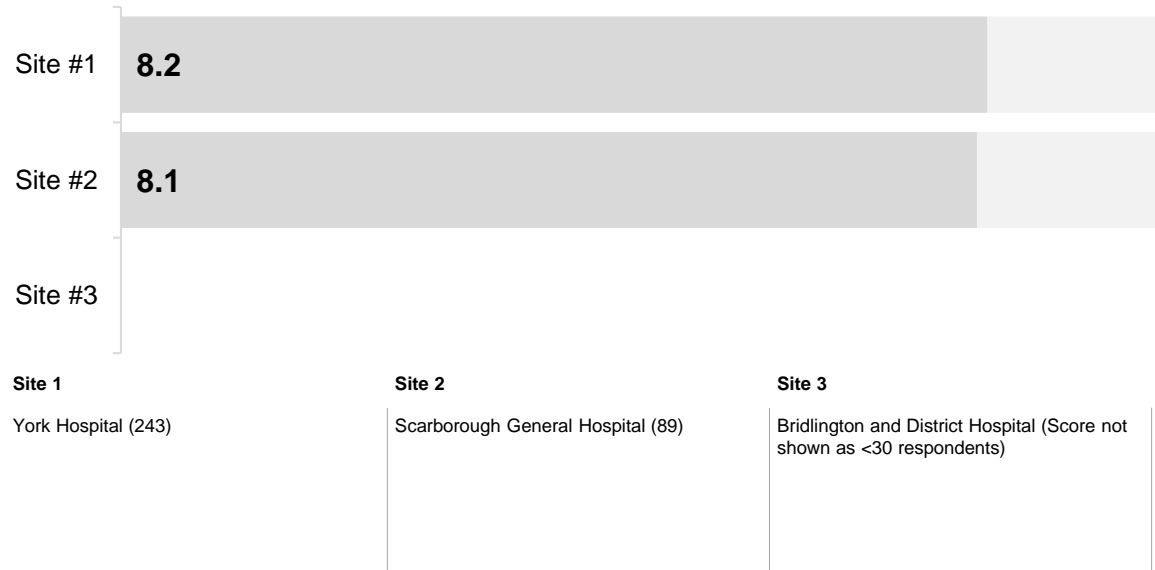 Site #1
8.2
Site #2
8.1
Site #3
Site 1
Site 2
Site 3
York Hospital (243)
Scarborough General Hospital (89)
Bridlington and District Hospital (Score not
shown as <30 respondents)